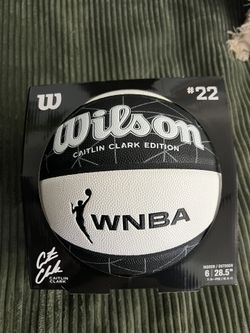 W
#22
Wilson
CAITLIN CLARK EDITION
WNBA
CAITLIN
CLARK
INDOOR / OUTDOOR
6 | 28.5"